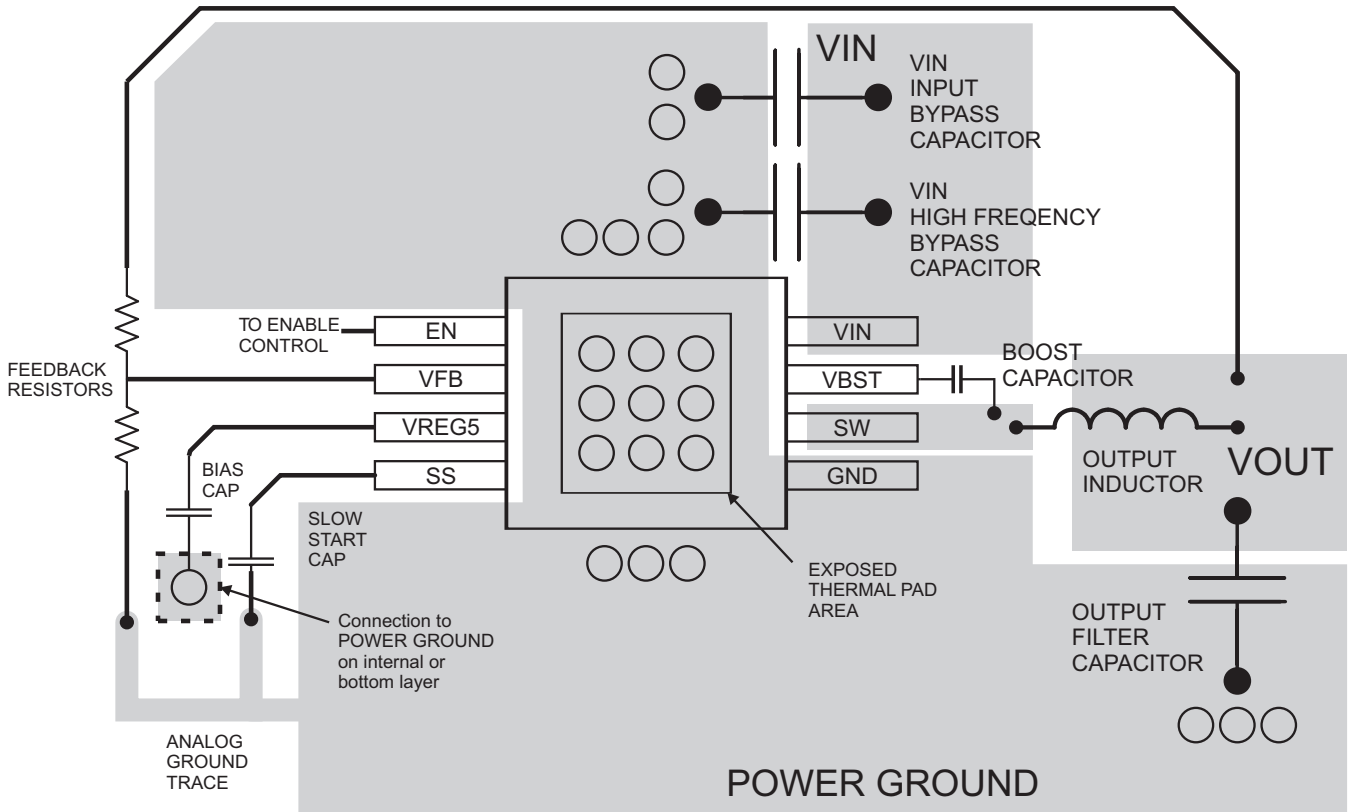 VIN
VIN
INPUT
BYPASS
CAPACITOR
VIN
HIGH FREQENCY
BYPASS
CAPACITOR
TO ENABLE
CONTROL
EN
VIN
FEEDBACK
RESISTORS
VFB
VBST
BOOST
CAPACITOR
VREG5
SW
BIAS
CAP
SS
GND
OUTPUT
INDUCTOR
VOUT
SLOW
START
CAP
EXPOSED
THERMAL PAD
AREA
Connection to
POWER GROUND
on internal or
bottom layer
OUTPUT
FILTER
CAPACITOR
ANALOG
GROUND
TRACE
POWER GROUND